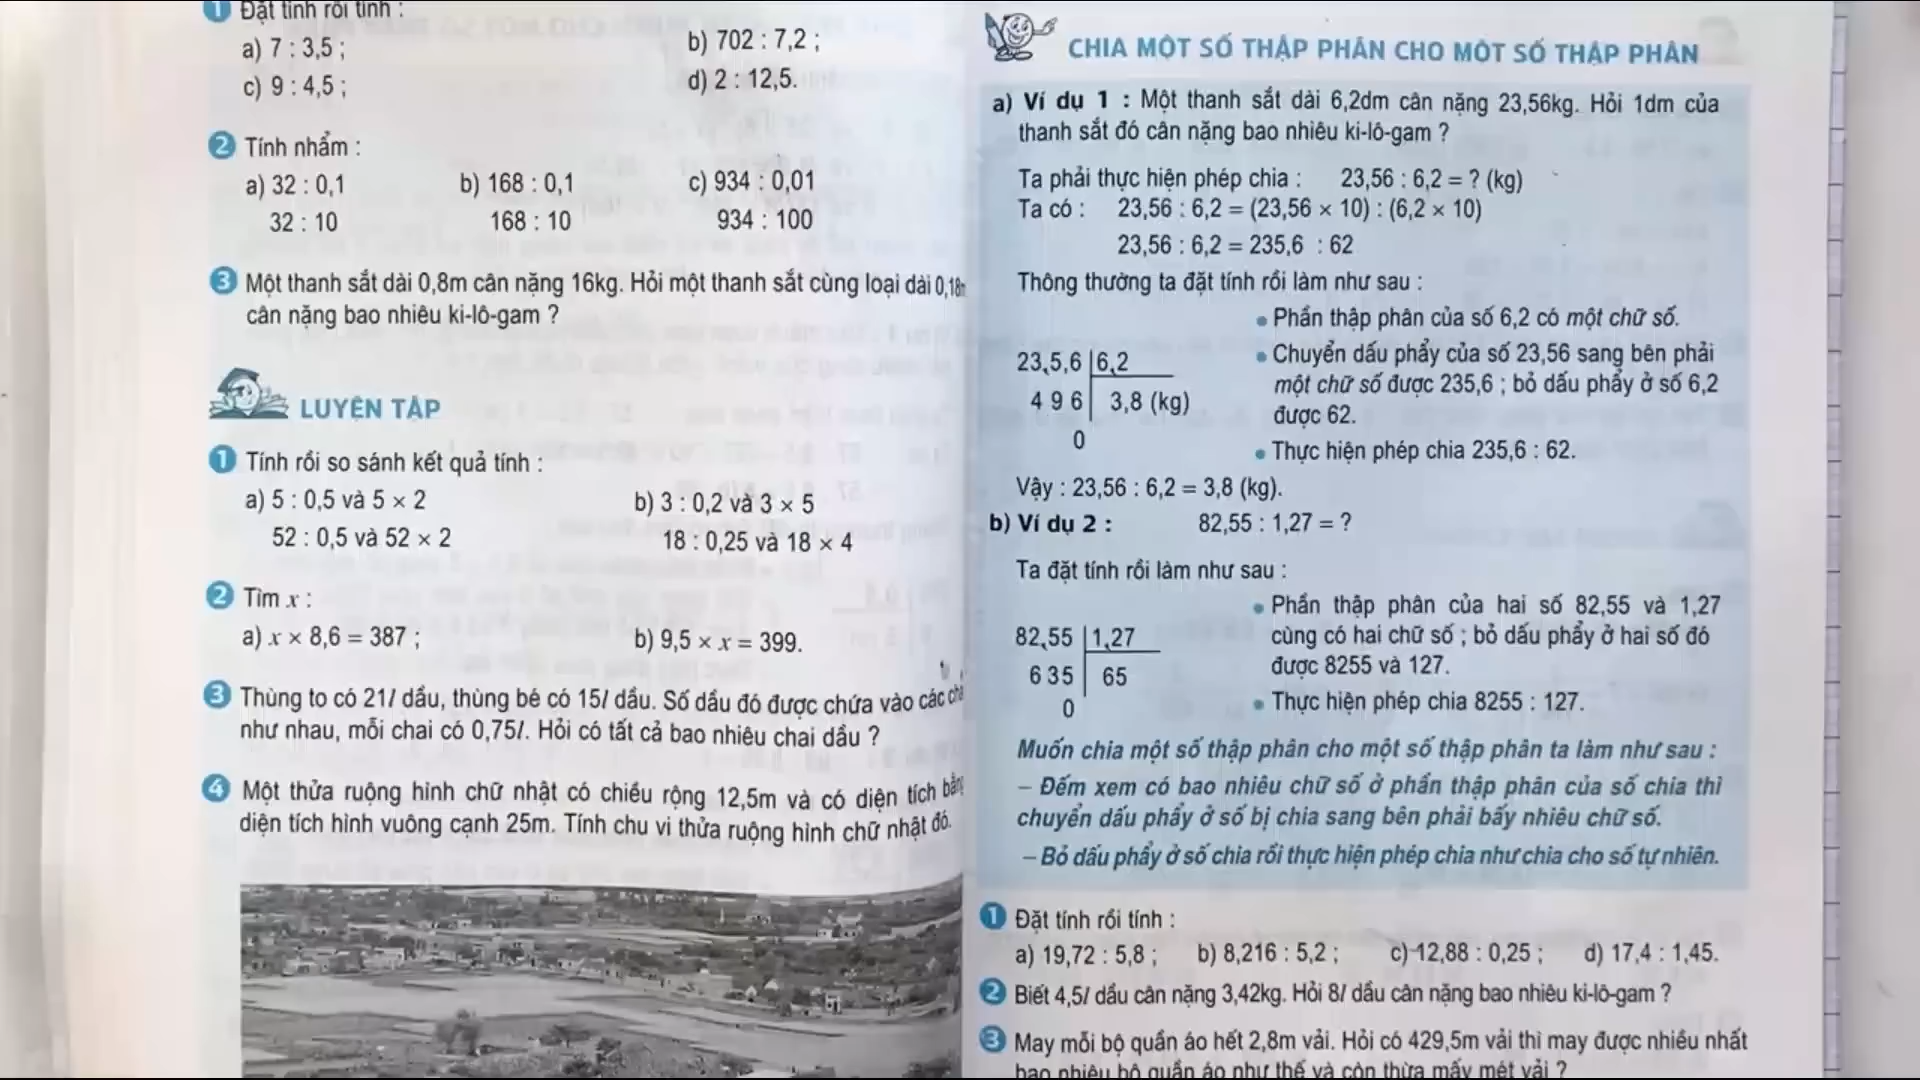 1 Đặt tính rồi tính :
a) 7 : 3,5 ; b) 702 : 7,2 ;
c) 9 : 4,5 ; d) 2 : 12,5.
2 Tính nhẩm :
a) 32 : 0,1 b) 168 : 0,1 c) 934 : 0,01
32 : 10 168 : 10 934 : 100
3 Một thanh sắt dài 0,8m cân nặng 16kg. Hỏi một thanh sắt cùng loại dài 0,18m
cân nặng bao nhiêu ki-lô-gam ?
LUYỆN TẬP
1 Tính rồi so sánh kết quả tính :
a) 5 : 0,5 và 5 × 2 b) 3 : 0,2 và 3 × 5
52 : 0,5 và 52 × 2 18 : 0,25 và 18 × 4
2 Tìm x :
a) x × 8,6 = 387 ; b) 9,5 × x = 399.
3 Thùng to có 21l dầu, thùng bé có 15l dầu. Số dầu đó được chứa vào các
như nhau, mỗi chai có 0,75l. Hỏi có tất cả bao nhiêu chai dầu ?
4 Một thửa ruộng hình chữ nhật có chiều rộng 12,5m và có diện tích bằng
diện tích hình vuông cạnh 25m. Tính chu vi thửa ruộng hình chữ nhật đó.
CHIA MỘT SỐ THẬP PHÂN CHO MỘT SỐ THẬP PHÂN
a) Ví dụ 1 : Một thanh sắt dài 6,2dm cân nặng 23,56kg. Hỏi 1dm của
thanh sắt đó cân nặng bao nhiêu ki-lô-gam ?
Ta phải thực hiện phép chia : 23,56 : 6,2 = ? (kg)
Ta có : 23,56 : 6,2 = (23,56 × 10) : (6,2 × 10)
23,56 : 6,2 = 235,6 : 62
Thông thường ta đặt tính rồi làm như sau :
23,5,6 6,2
4 9 6 3,8 (kg)
0
• Phần thập phân của số 6,2 có một chữ số.
• Chuyển dấu phẩy của số 23,56 sang bên phải
một chữ số được 235,6 ; bỏ dấu phẩy ở số 6,2
được 62.
• Thực hiện phép chia 235,6 : 62.
Vậy : 23,56 : 6,2 = 3,8 (kg).
b) Ví dụ 2 : 82,55 : 1,27 = ?
Ta đặt tính rồi làm như sau :
82,55 1,27
6 35 65
0
• Phần thập phân của hai số 82,55 và 1,27
cùng có hai chữ số ; bỏ dấu phẩy ở hai số đó
được 8255 và 127.
• Thực hiện phép chia 8255 : 127.
Muốn chia một số thập phân cho một số thập phân ta làm như sau :
– Đếm xem có bao nhiêu chữ số ở phần thập phân của số chia thì
chuyển dấu phẩy ở số bị chia sang bên phải bấy nhiêu chữ số.
– Bỏ dấu phẩy ở số chia rồi thực hiện phép chia như chia cho số tự nhiên.
1 Đặt tính rồi tính :
a) 19,72 : 5,8 ; b) 8,216 : 5,2 ; c) 12,88 : 0,25 ; d) 17,4 : 1,45.
2 Biết 4,5l dầu cân nặng 3,42kg. Hỏi 8l dầu cân nặng bao nhiêu ki-lô-gam ?
3 May mỗi bộ quần áo hết 2,8m vải. Hỏi có 429,5m vải thì may được nhiều nhất
bao nhiêu bộ quần áo như thế và còn thừa mấy mét vải ?